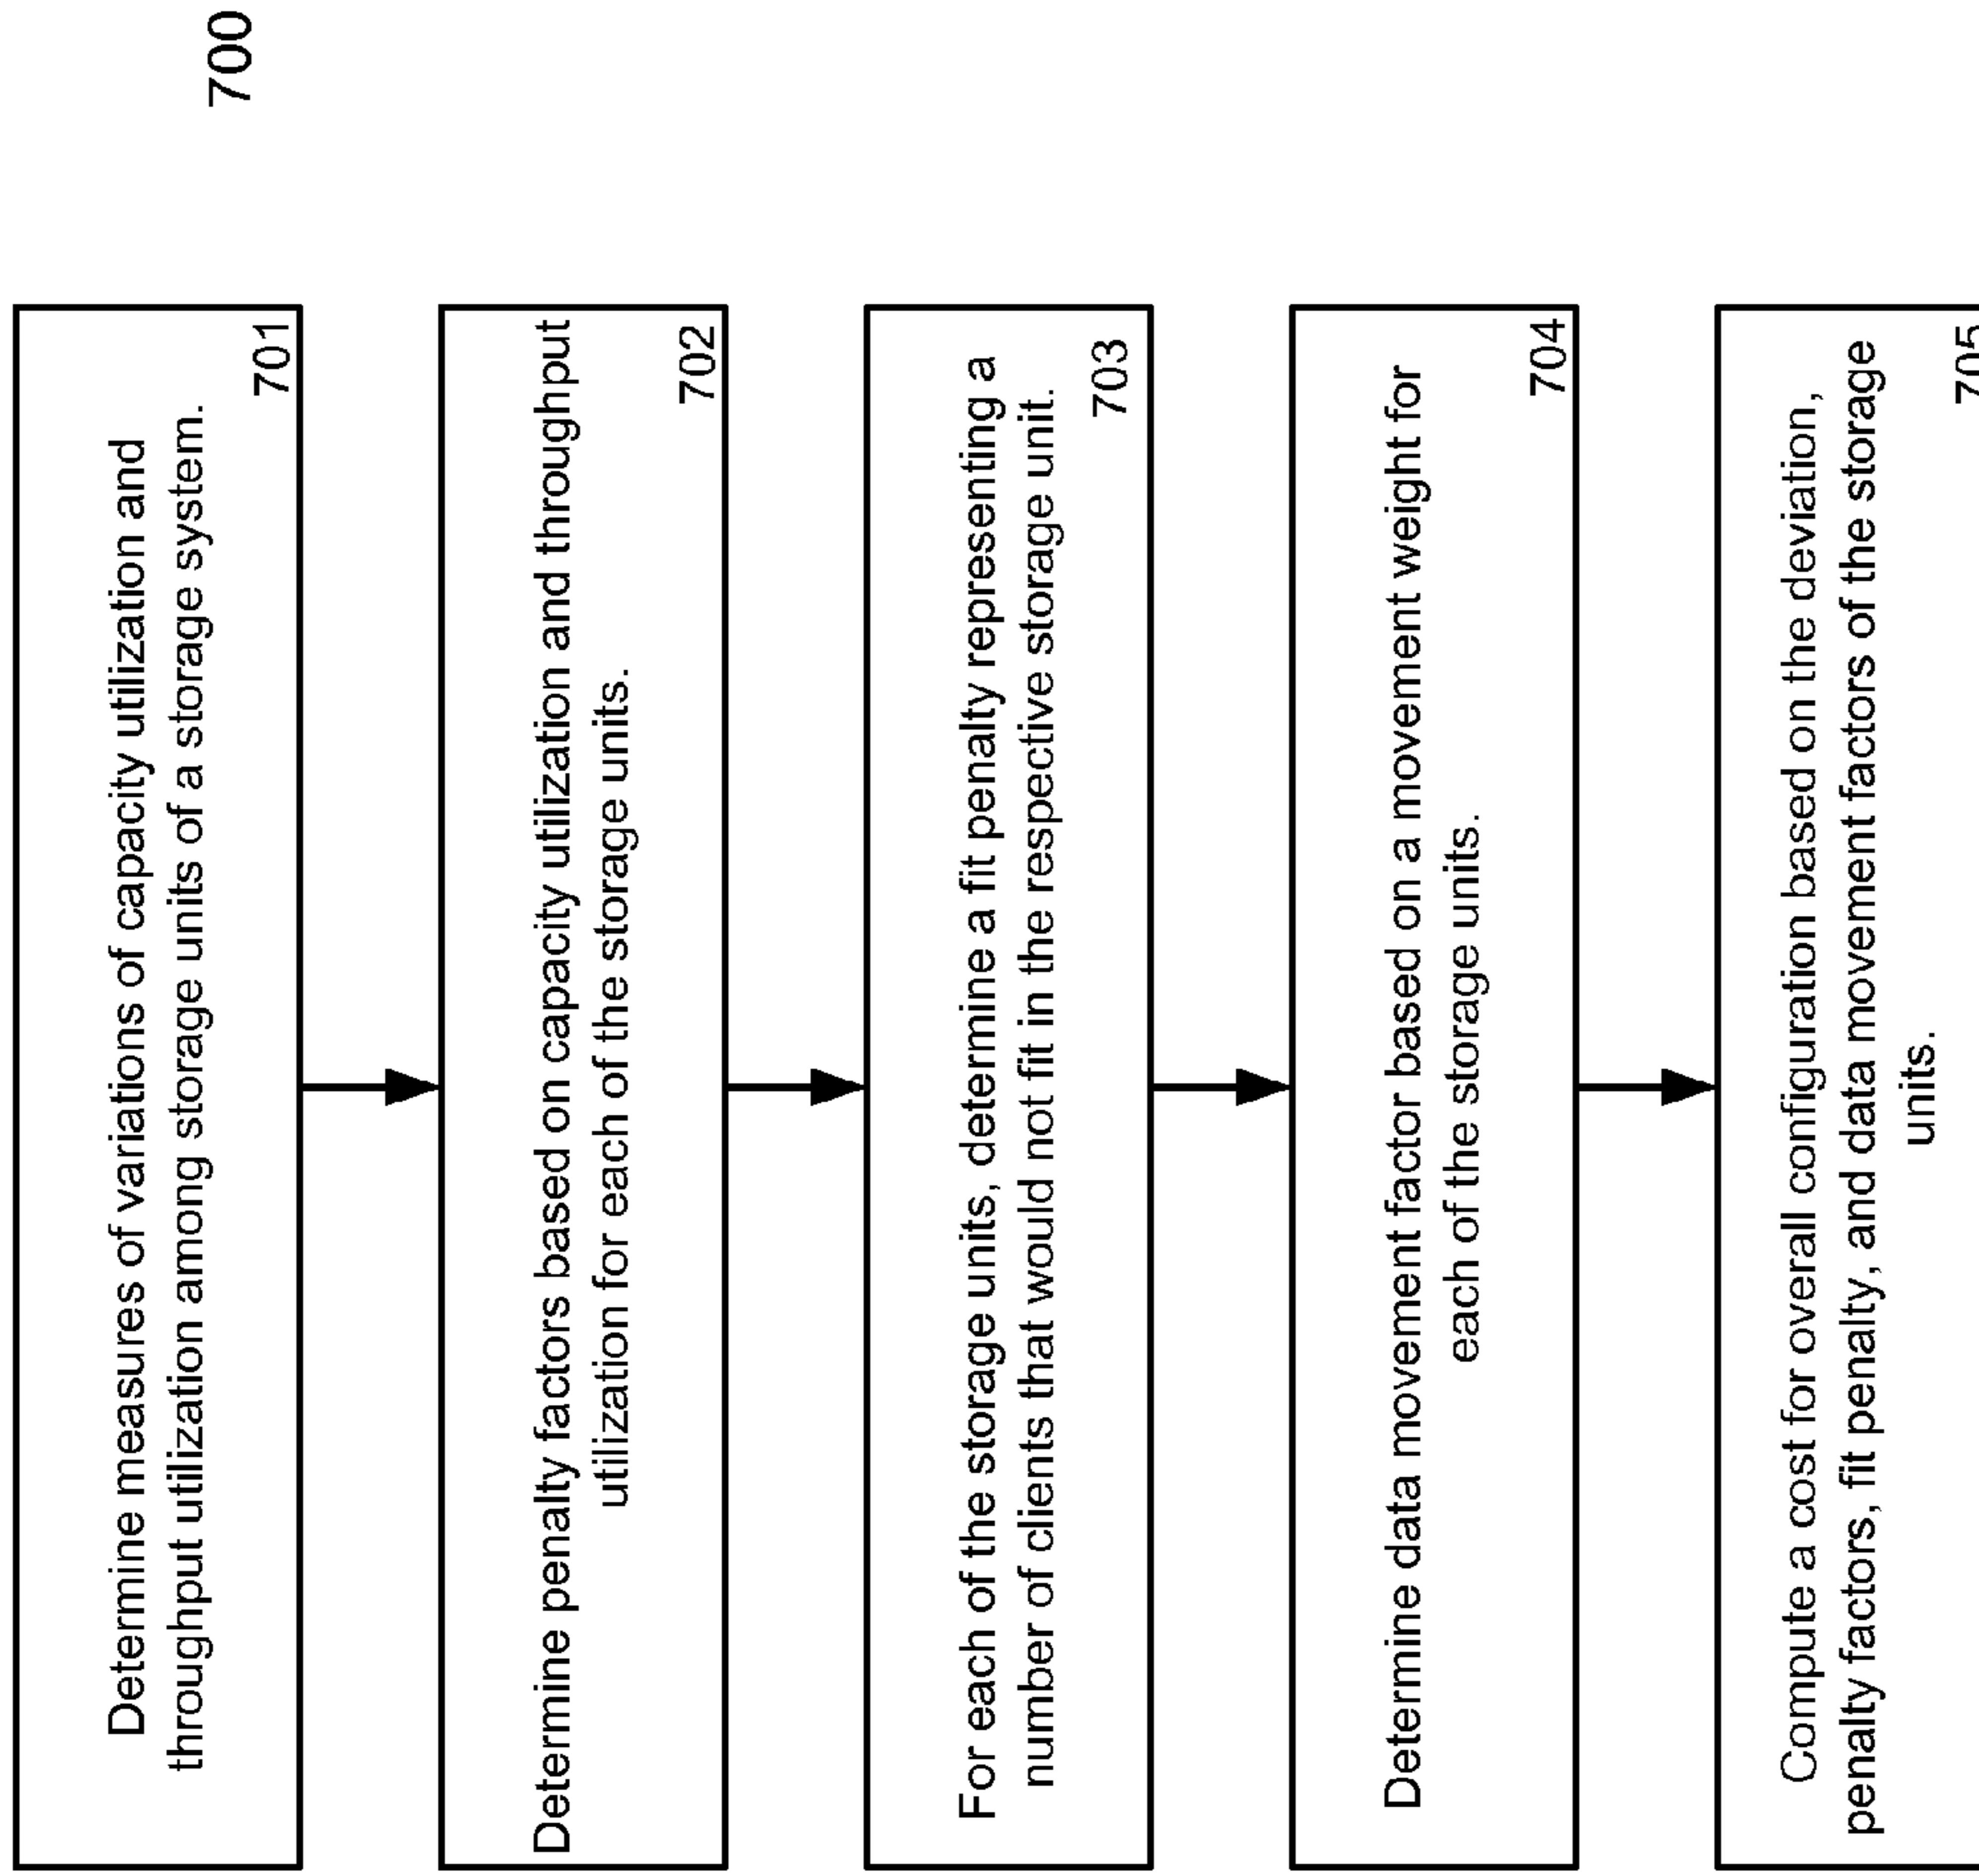 700
Determine measures of variations of capacity utilization and
throughput utilization among storage units of a storage system.
701
Determine penalty factors based on capacity utilization and throughput
utilization for each of the storage units.
702
For each of the storage units, determine a fit penalty representing a
number of clients that would not fit in the respective storage unit.
703
Determine data movement factor based on a movement weight for
each of the storage units.
704
Compute a cost for overall configuration based on the deviation,
penalty factors, fit penalty, and data movement factors of the storage
units.
705